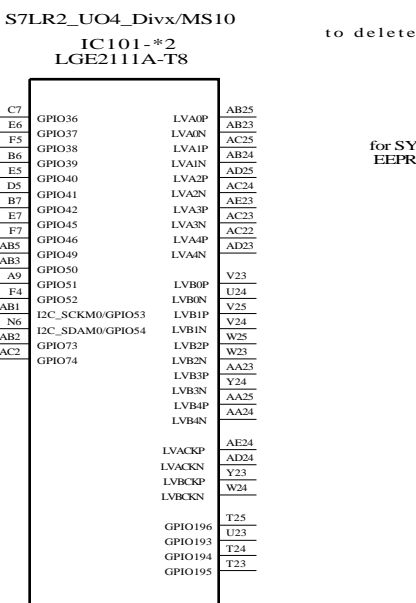 S7LR2_UO4_Divx/MS10
to delete
IC101-*2
LGE2111A-T8
for SY
EEPR
C7 GPIO36
E6 GPIO37
F5 GPIO38
B6 GPIO39
E5 GPIO40
D5 GPIO41
B7 GPIO42
E7 GPIO45
F7 GPIO46
AB5 GPIO49
AB3 GPIO50
A9 GPIO51
F4 GPIO52
AB1 I2C_SCKM0/GPIO53
N6 I2C_SDAM0/GPIO54
AB2 GPIO73
AC2 GPIO74
LVA0P AB25
LVA0N AB23
LVA1P AC25
LVA1N AB24
LVA2P AD25
LVA2N AC24
LVA3P AE23
LVA3N AC23
LVA4P AC22
LVA4N AD23
LVB0P V23
LVB0N U24
LVB1P V25
LVB1N V24
LVB2P W25
LVB2N W23
LVB3P AA23
LVB3N Y24
LVB4P AA25
LVB4N AA24
LVACKP AE24
LVACKN AD24
LVBCKP Y23
LVBCKN W24
GPIO196 T25
GPIO193 U23
GPIO194 T24
GPIO195 T23